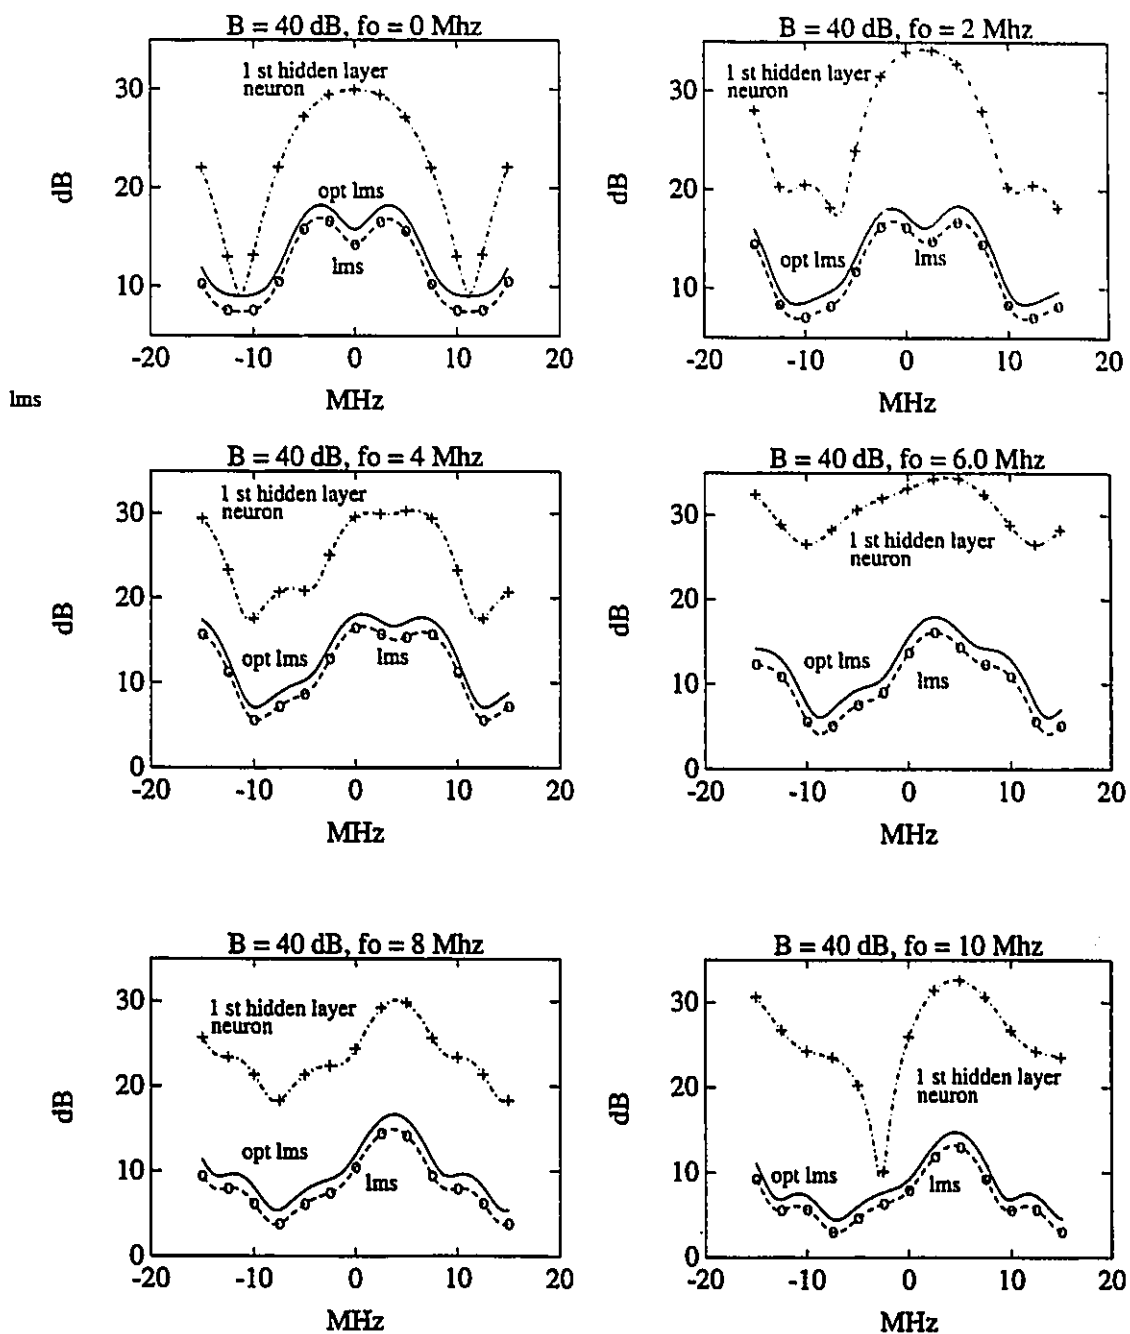 B = 40 dB, fo = 0 Mhz
1 st hidden layer
neuron
30
20
10
dB
opt lms
lms
-20 -10 0 10 20
MHz
B = 40 dB, fo = 2 Mhz
1 st hidden layer
neuron
30
20
10
dB
opt lms
lms
-20 -10 0 10 20
MHz
lms
B = 40 dB, fo = 4 Mhz
1 st hidden layer
neuron
30
20
10
0
dB
opt lms
lms
-20 -10 0 10 20
MHz
B = 40 dB, fo = 6.0 Mhz
1 st hidden layer
neuron
30
20
10
0
dB
opt lms
lms
-20 -10 0 10 20
MHz
B = 40 dB, fo = 8 Mhz
1 st hidden layer
neuron
30
20
10
0
dB
opt lms
lms
-20 -10 0 10 20
MHz
B = 40 dB, fo = 10 Mhz
30
20
10
0
dB
1 st hidden layer
neuron
opt lms
lms
-20 -10 0 10 20
MHz